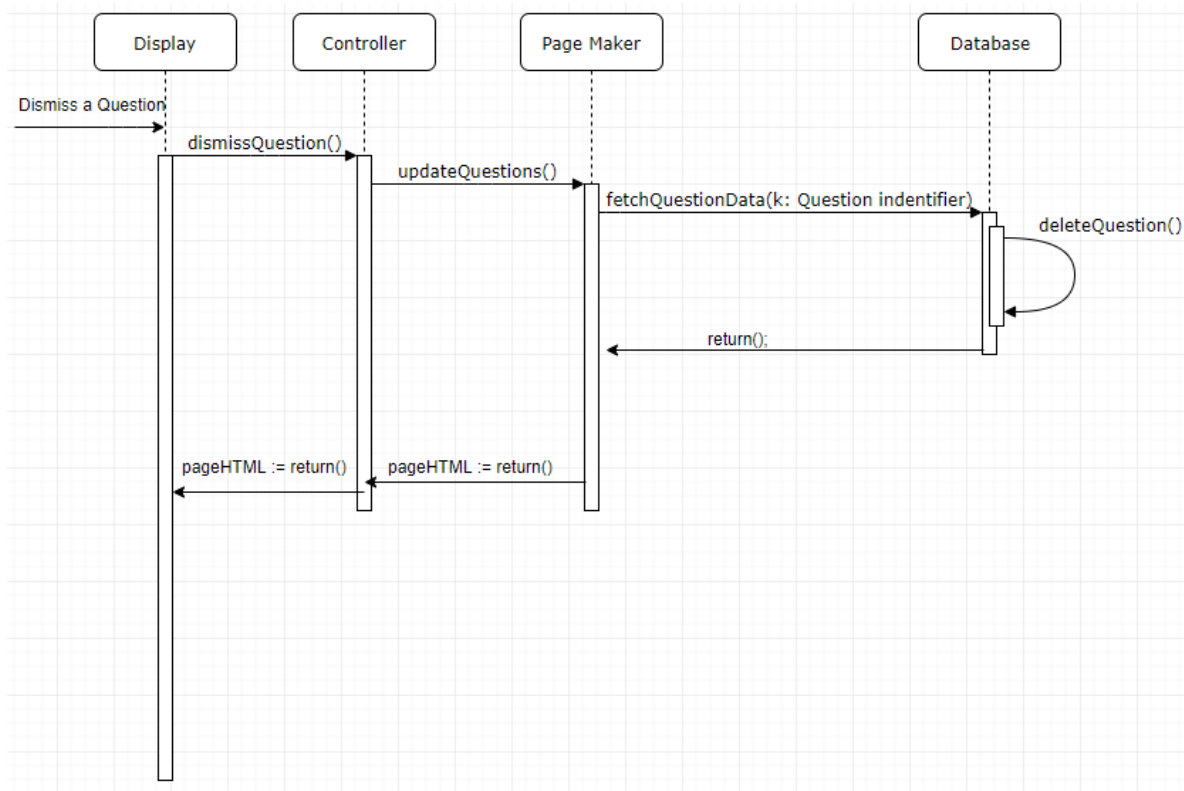 Display
Controller
Page Maker
Database
Dismiss a Question
dismissQuestion()
updateQuestions()
fetchQuestionData(k: Question indentifier)
deleteQuestion()
return();
pageHTML := return()
pageHTML := return()